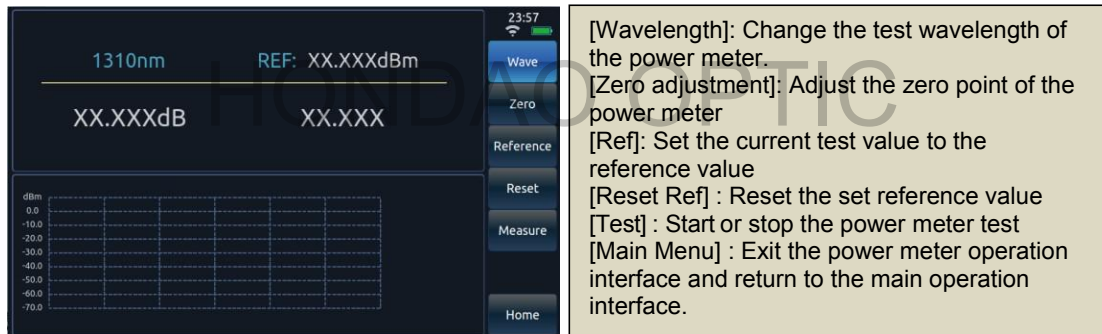 23:57
1310nm REF: XX.XXXdBm
XX.XXXdB XX.XXX
Wave
Zero
Reference
Reset
Measure
Home
dBm
0.0
-10.0
-20.0
-30.0
-40.0
-50.0
-60.0
-70.0
[Wavelength]: Change the test wavelength of
the power meter.
[Zero adjustment]: Adjust the zero point of the
power meter
[Ref]: Set the current test value to the
reference value
[Reset Ref] : Reset the set reference value
[Test] : Start or stop the power meter test
[Main Menu] : Exit the power meter operation
interface and return to the main operation
interface.
HONDAO OPTIC